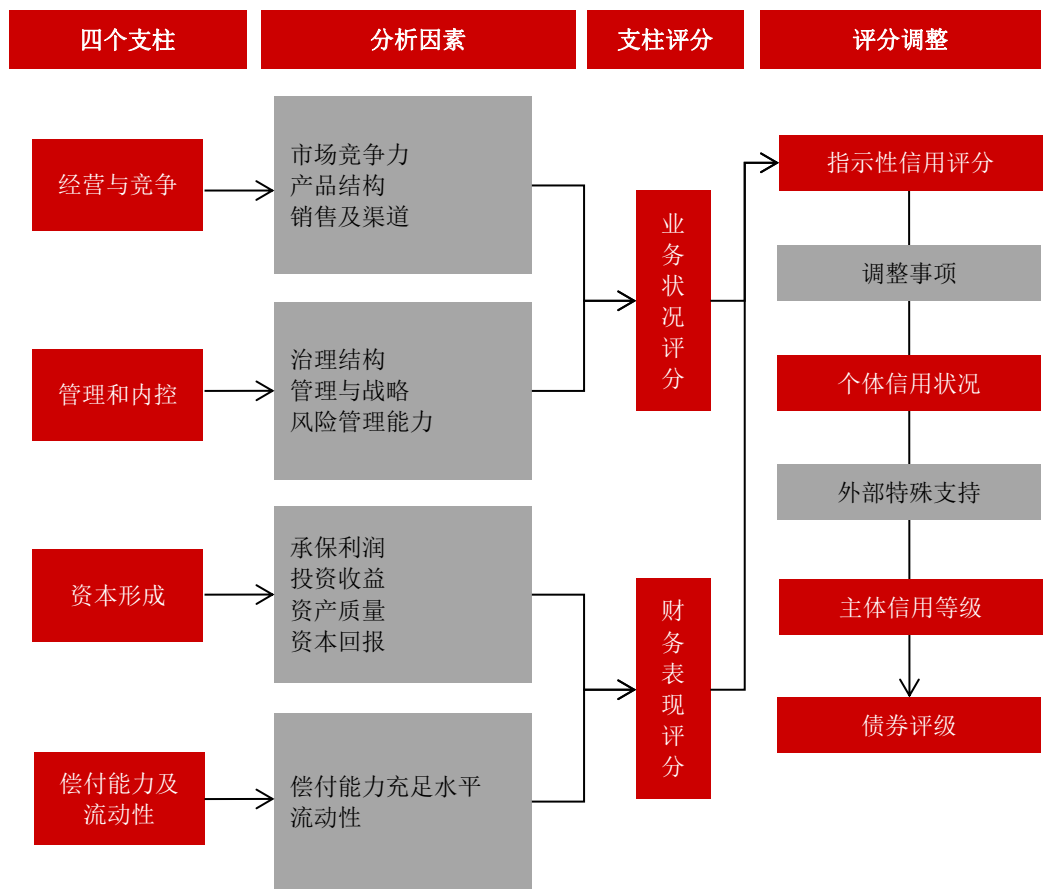 四个支柱
分析因素
支柱评分
评分调整
经营与竞争
市场竞争力
产品结构
销售及渠道
管理和内控
治理结构
管理与战略
风险管理能力
资本形成
承保利润
投资收益
资产质量
资本回报
偿付能力及
流动性
偿付能力充足水平
流动性
业务状况评分
财务表现评分
指示性信用评分
调整事项
个体信用状况
外部特殊支持
主体信用等级
债券评级